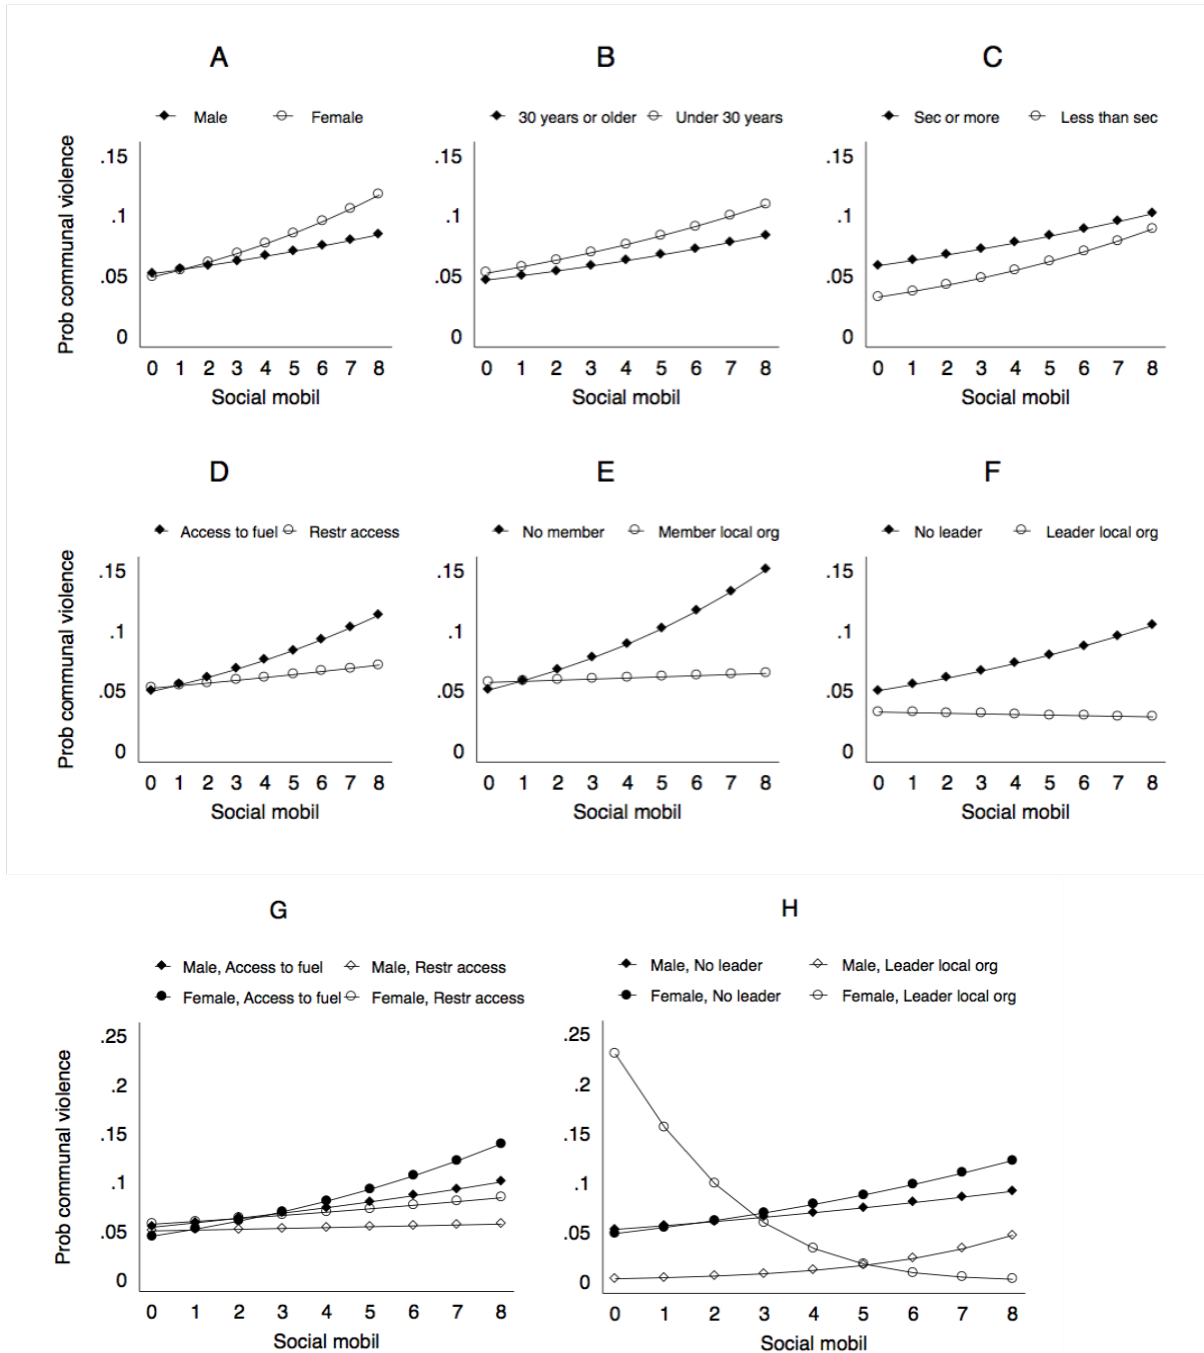 A
B
C
Male Female
30 years or older Under 30 years
Sec or more Less than sec
Prob communal violence
.15
.1
.05
0
0 1 2 3 4 5 6 7 8
Social mobil
.15
.1
.05
0
0 1 2 3 4 5 6 7 8
Social mobil
.15
.1
.05
0
0 1 2 3 4 5 6 7 8
Social mobil
D
E
F
Access to fuel Restr access
No member Member local org
No leader Leader local org
Prob communal violence
.15
.1
.05
0
0 1 2 3 4 5 6 7 8
Social mobil
.15
.1
.05
0
0 1 2 3 4 5 6 7 8
Social mobil
.15
.1
.05
0
0 1 2 3 4 5 6 7 8
Social mobil
G
H
Male, Access to fuel Male, Restr access
Female, Access to fuel Female, Restr access
Male, No leader Male, Leader local org
Female, No leader Female, Leader local org
Prob communal violence
.25
.2
.15
.1
.05
0
0 1 2 3 4 5 6 7 8
Social mobil
.25
.2
.15
.1
.05
0
0 1 2 3 4 5 6 7 8
Social mobil